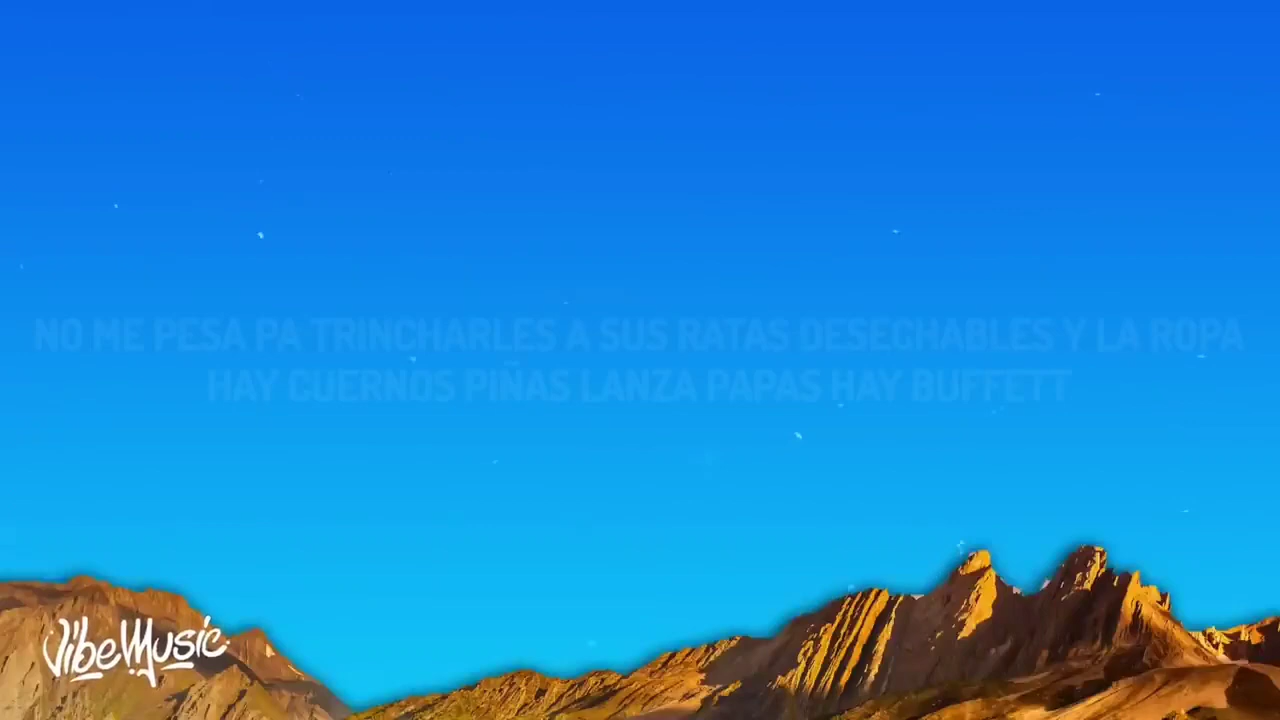 NO ME PESA PA TRINCHARLES A SUS RATAS DESECHABLES Y LA ROPA
HAY CUERNOS PIÑAS LANZA PAPAS HAY BUFFETT
VibeMusic